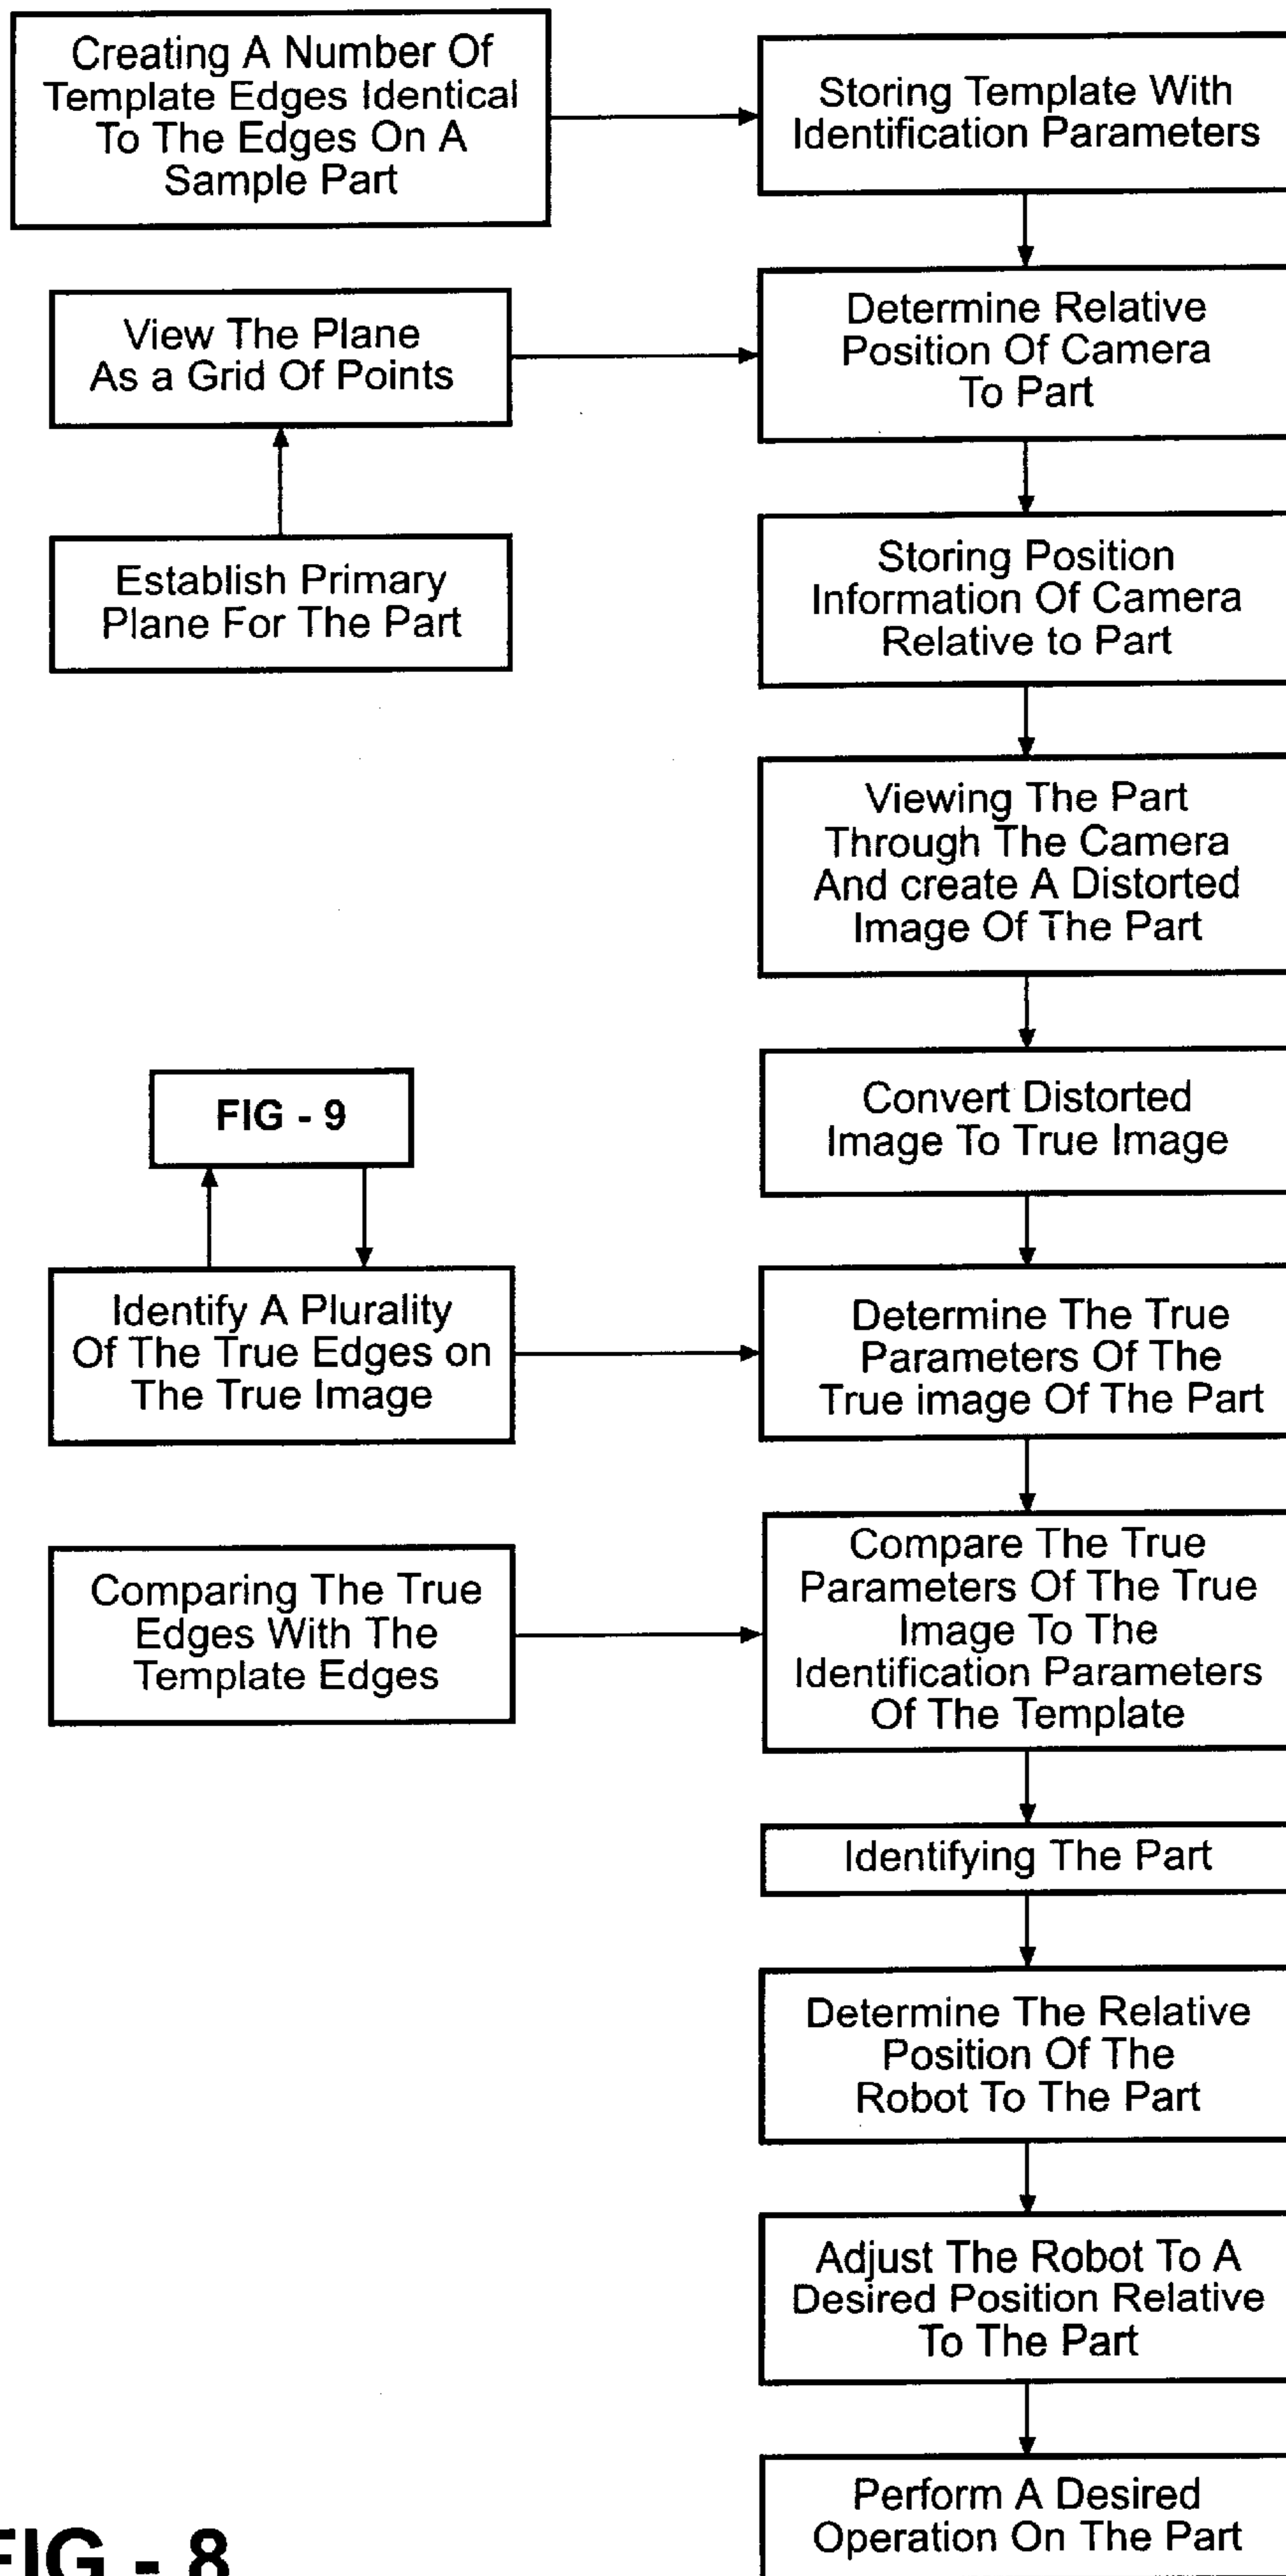 Creating A Number Of
Template Edges Identical
To The Edges On A
Sample Part
Storing Template With
Identification Parameters
View The Plane
As a Grid Of Points
Determine Relative
Position Of Camera
To Part
Establish Primary
Plane For The Part
Storing Position
Information Of Camera
Relative to Part
Viewing The Part
Through The Camera
And create A Distorted
Image Of The Part
FIG - 9
Convert Distorted
Image To True Image
Identify A Plurality
Of The True Edges on
The True Image
Determine The True
Parameters Of The
True image Of The Part
Comparing The True
Edges With The
Template Edges
Compare The True
Parameters Of The True
Image To The
Identification Parameters
Of The Template
Identifying The Part
Determine The Relative
Position Of The
Robot To The Part
Adjust The Robot To A
Desired Position Relative
To The Part
Perform A Desired
Operation On The Part
FIG - 8